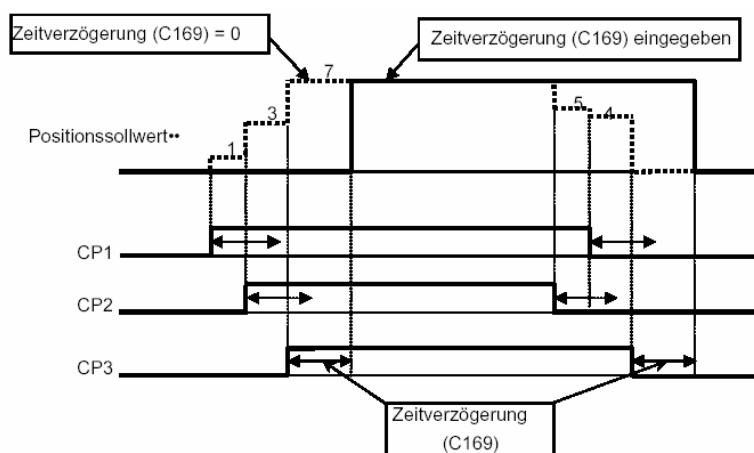 Zeitverzögerung (C169) = 0
Zeitverzögerung (C169) eingegeben
7
3
5
4
Positionssollwert••
1
CP1
CP2
CP3
Zeitverzögerung
(C169)